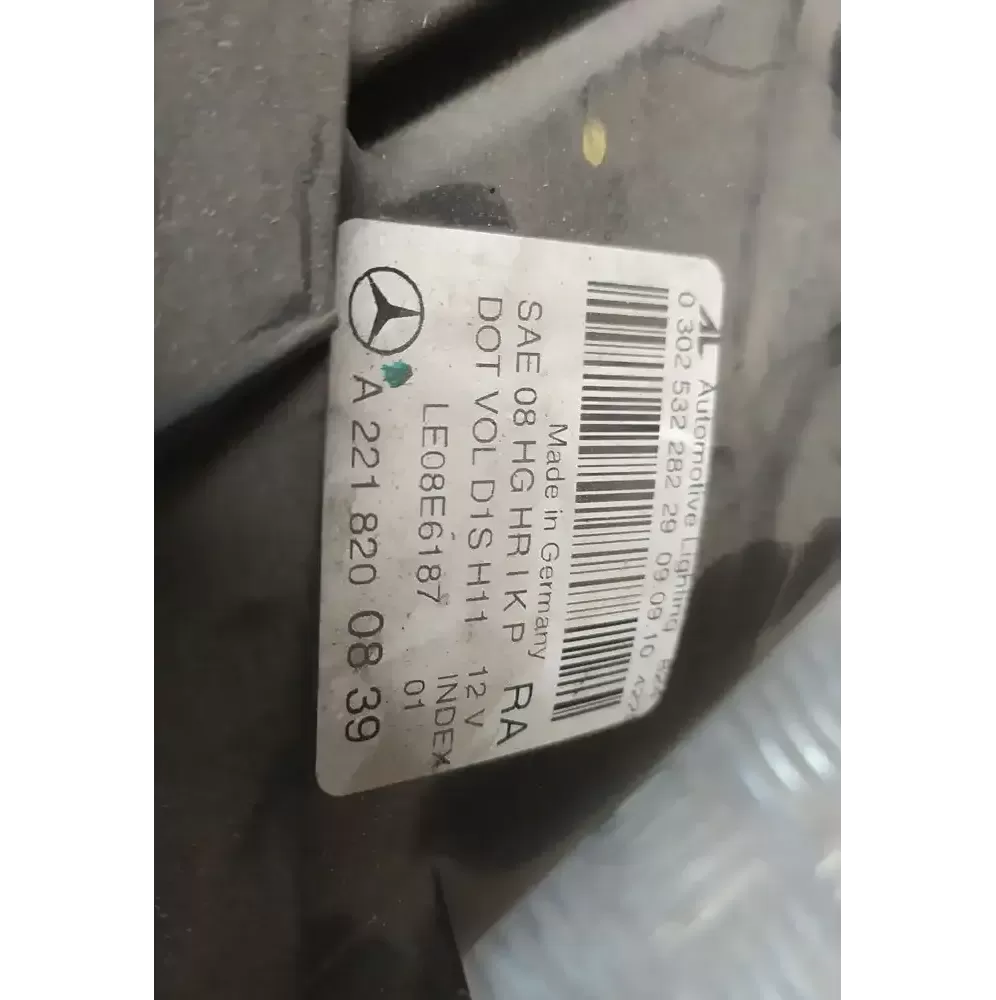 Automotive Lighting
0 302 532 282 29 09 09 10
Made in Germany
SAE 08 HG HR I K P RA
DOT VOL D1S H11 12 V
LE08E6187 INDEX 01
A 221 820 08 39